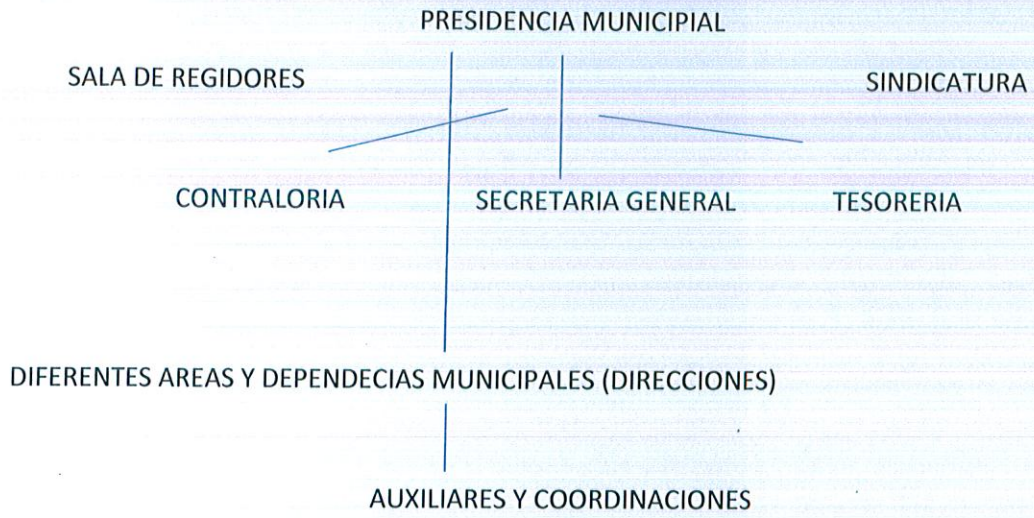 PRESIDENCIA MUNICIPIAL
SALA DE REGIDORES
SINDICATURA
CONTRALORIA
SECRETARIA GENERAL
TESORERIA
DIFERENTES AREAS Y DEPENDECIAS MUNICIPALES (DIRECCIONES)
AUXILIARES Y COORDINACIONES